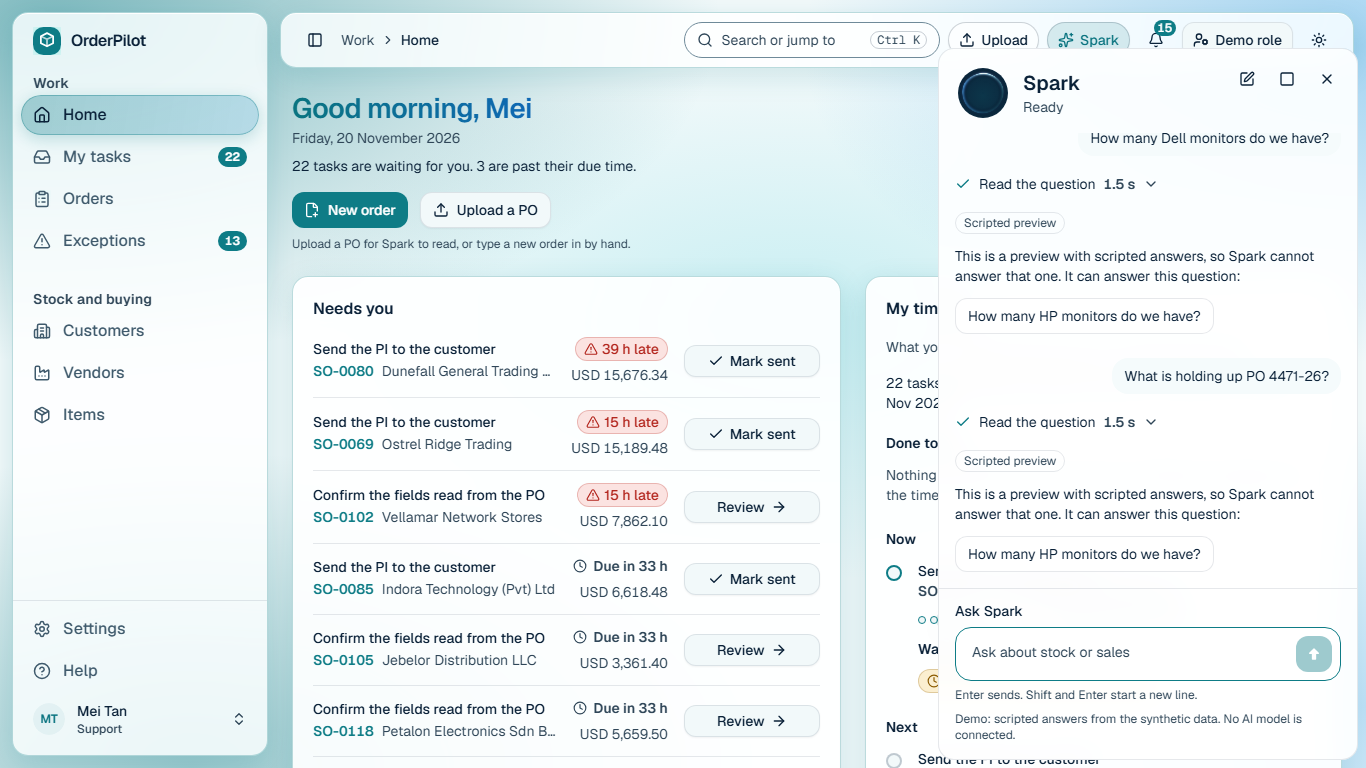 OrderPilot
Work
Home
My tasks 22
Orders
Exceptions 13
Stock and buying
Customers
Vendors
Items
Settings
Help
MT
Mei Tan
Support
Work > Home
Search or jump to Ctrl K
Upload
Spark
15
Demo role
Good morning, Mei
Friday, 20 November 2026
22 tasks are waiting for you. 3 are past their due time.
New order
Upload a PO
Upload a PO for Spark to read, or type a new order in by hand.
Needs you
Send the PI to the customer
39 h late
SO-0080 Dunefall General Trading ...
USD 15,676.34
Mark sent
Send the PI to the customer
15 h late
SO-0069 Ostrel Ridge Trading
USD 15,189.48
Mark sent
Confirm the fields read from the PO
15 h late
SO-0102 Vellamar Network Stores
USD 7,862.10
Review
Send the PI to the customer
Due in 33 h
SO-0085 Indora Technology (Pvt) Ltd
USD 6,618.48
Mark sent
Confirm the fields read from the PO
Due in 33 h
SO-0105 Jebelor Distribution LLC
USD 3,361.40
Review
Confirm the fields read from the PO
Due in 33 h
SO-0118 Petalon Electronics Sdn B...
USD 5,659.50
Review
My tim
What yo
22 tasks
Nov 202
Done to
Nothing
the time
Now
Ser
SO
Wa
Next
Send the PI to the customer
Spark
Ready
How many Dell monitors do we have?
Read the question 1.5 s
Scripted preview
This is a preview with scripted answers, so Spark cannot
answer that one. It can answer this question:
How many HP monitors do we have?
What is holding up PO 4471-26?
Read the question 1.5 s
Scripted preview
This is a preview with scripted answers, so Spark cannot
answer that one. It can answer this question:
How many HP monitors do we have?
Ask Spark
Ask about stock or sales
Enter sends. Shift and Enter start a new line.
Demo: scripted answers from the synthetic data. No AI model is
connected.